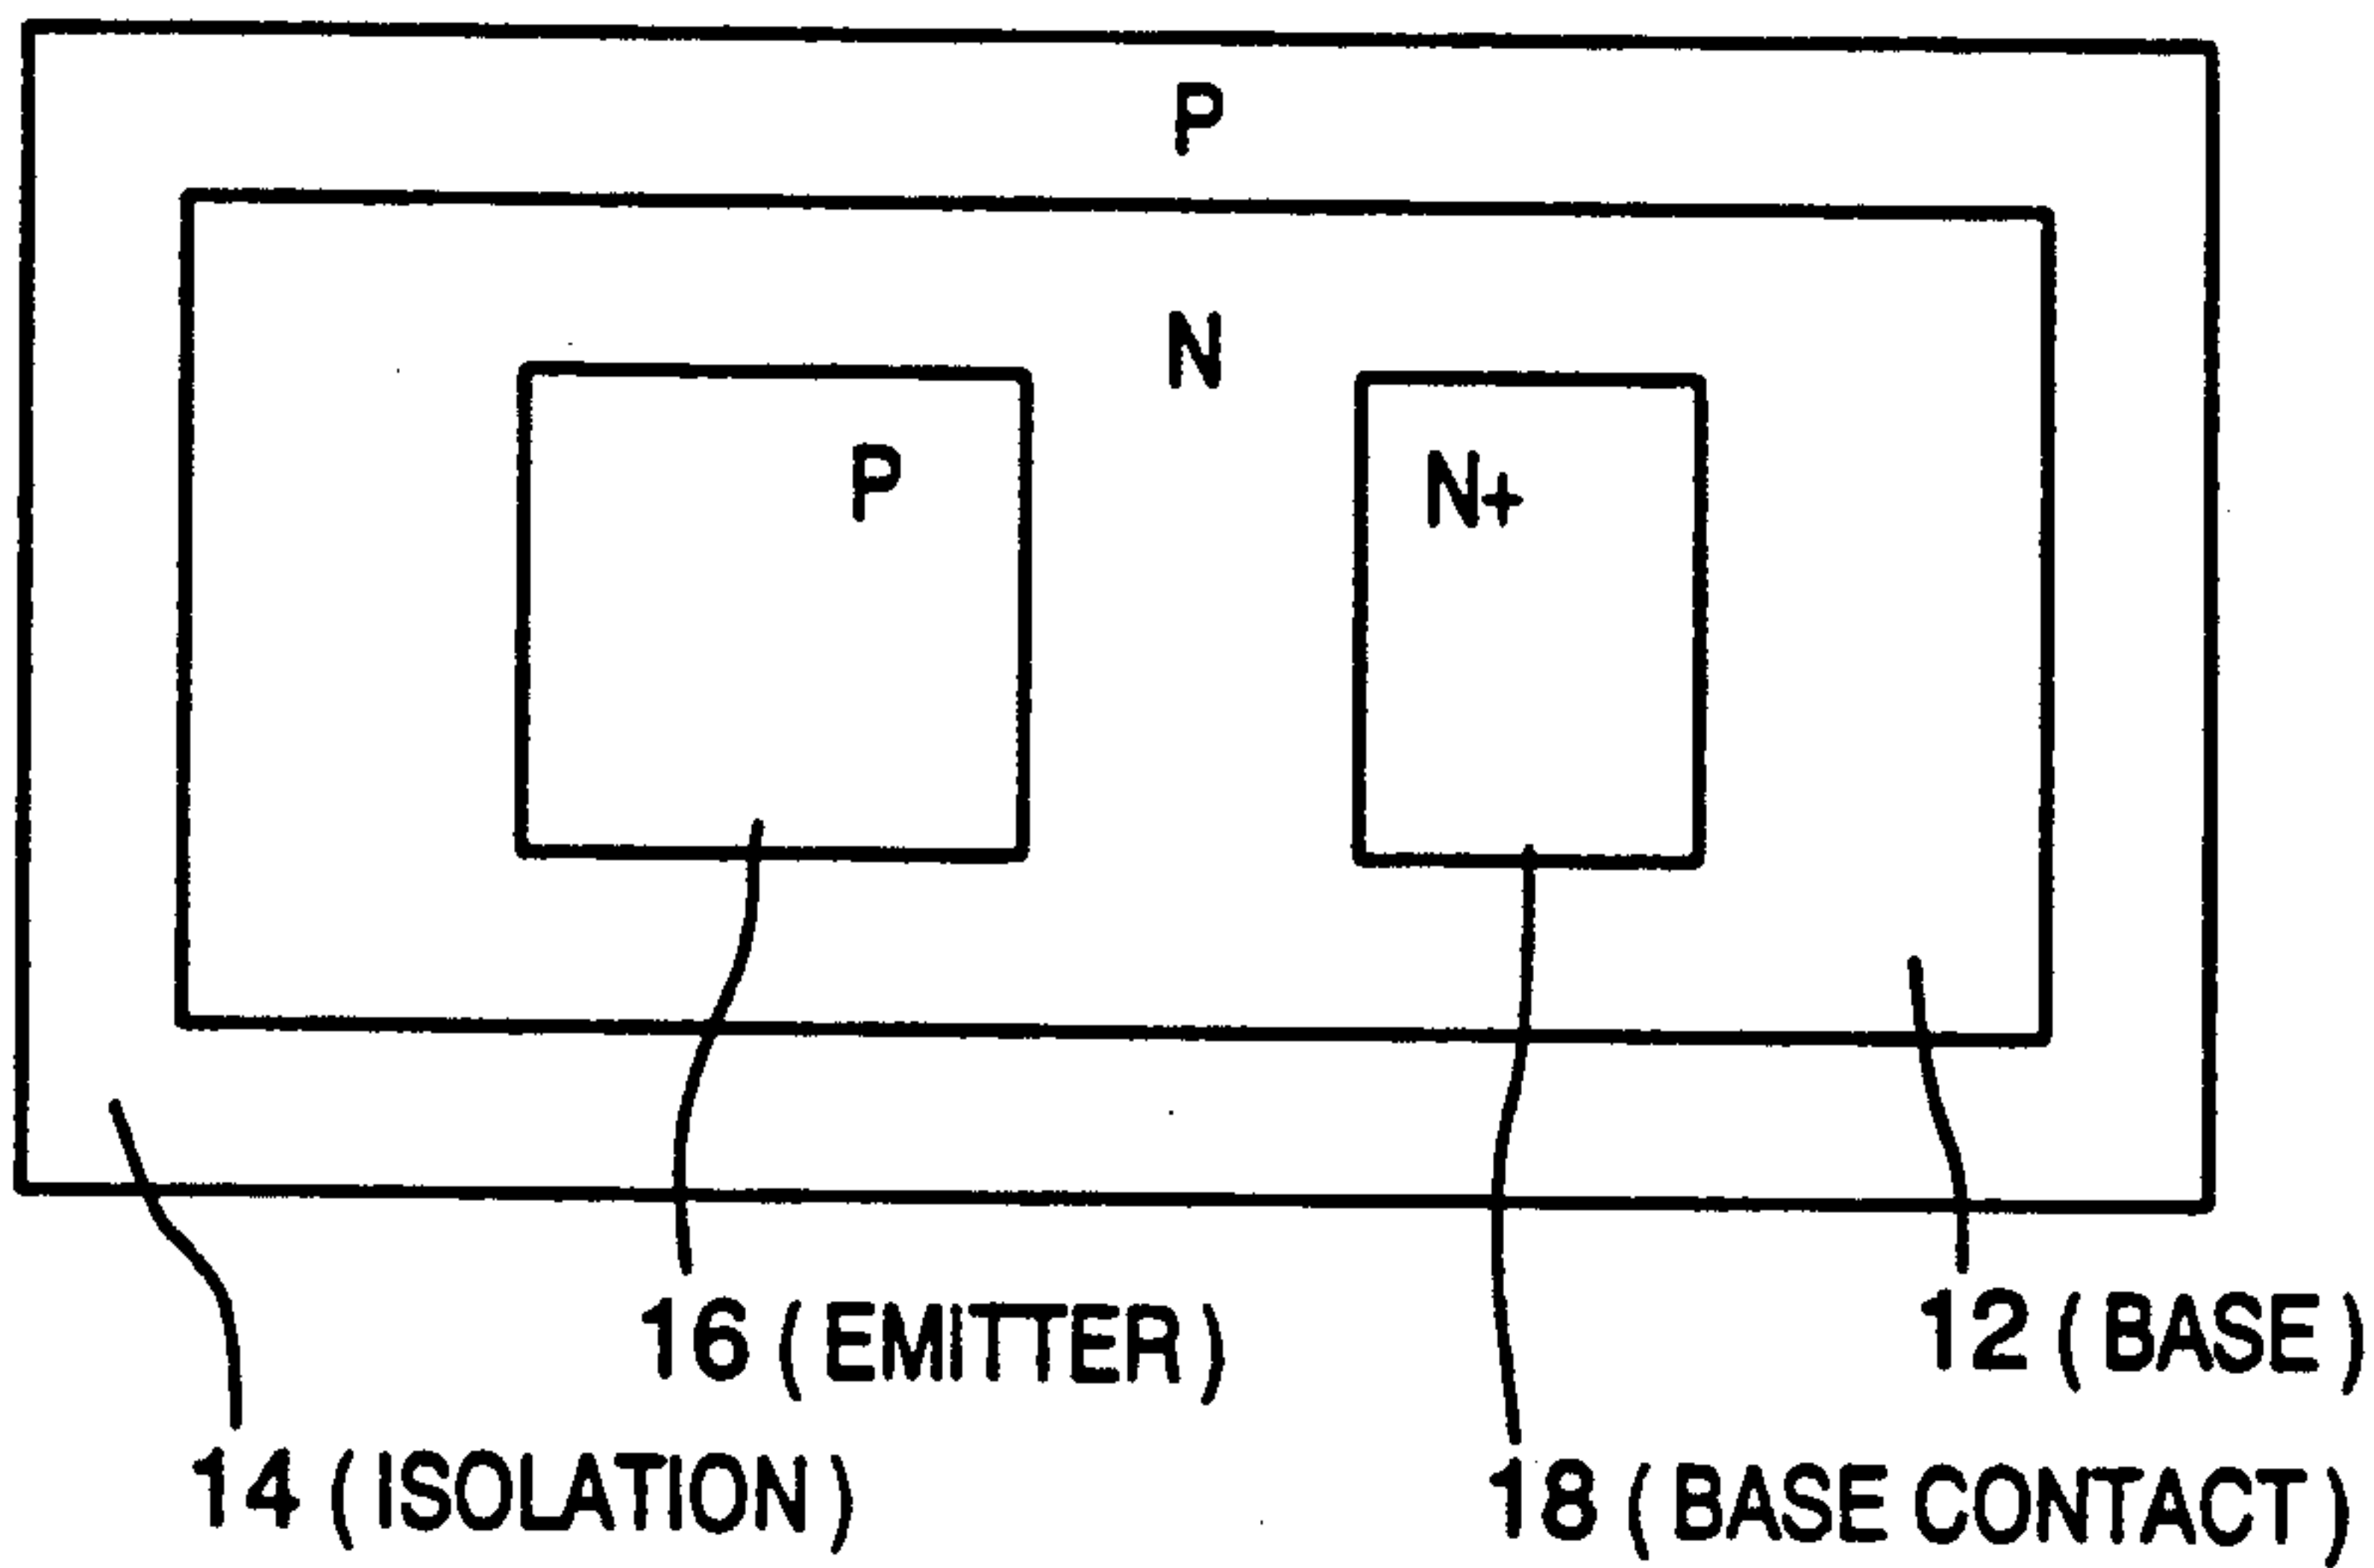 P
N
P
N+
16 (EMITTER)
12 (BASE)
14 (ISOLATION)
18 (BASE CONTACT)